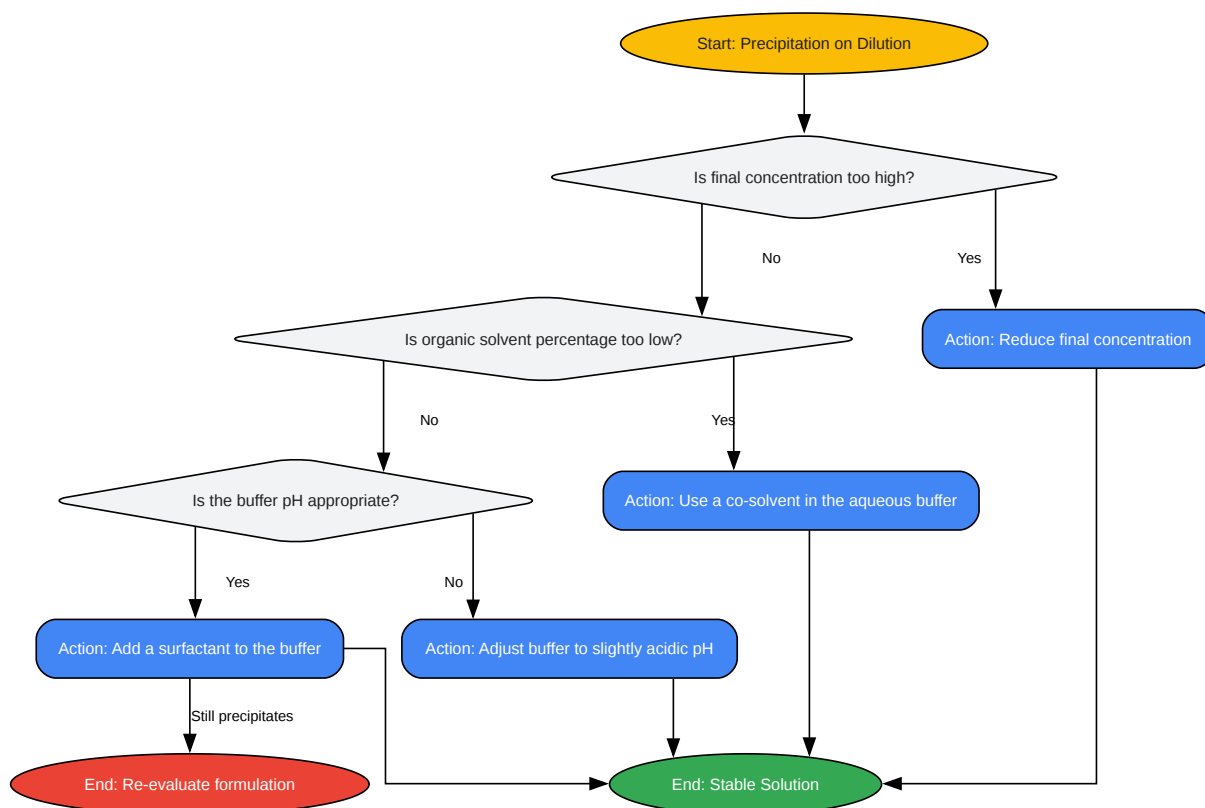 Start: Precipitation on Dilution
Is final concentration too high?
No
Yes
Is organic solvent percentage too low?
Action: Reduce final concentration
No
Yes
Is the buffer pH appropriate?
Action: Use a co-solvent in the aqueous buffer
Yes
No
Action: Add a surfactant to the buffer
Action: Adjust buffer to slightly acidic pH
Still precipitates
End: Re-evaluate formulation
End: Stable Solution